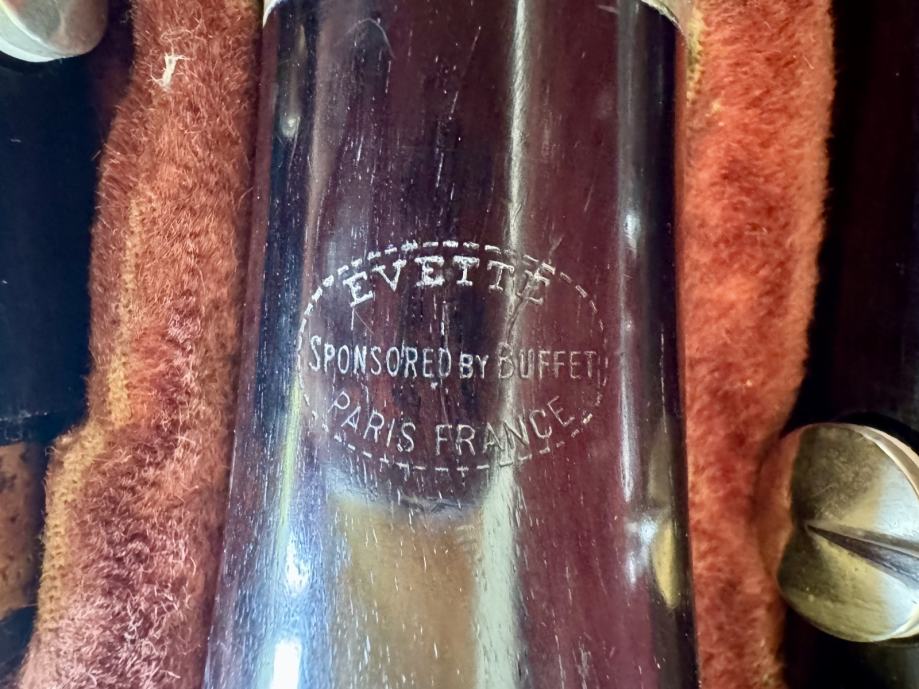 EVETTE
SPONSORED BY BUFFET
PARIS FRANCE